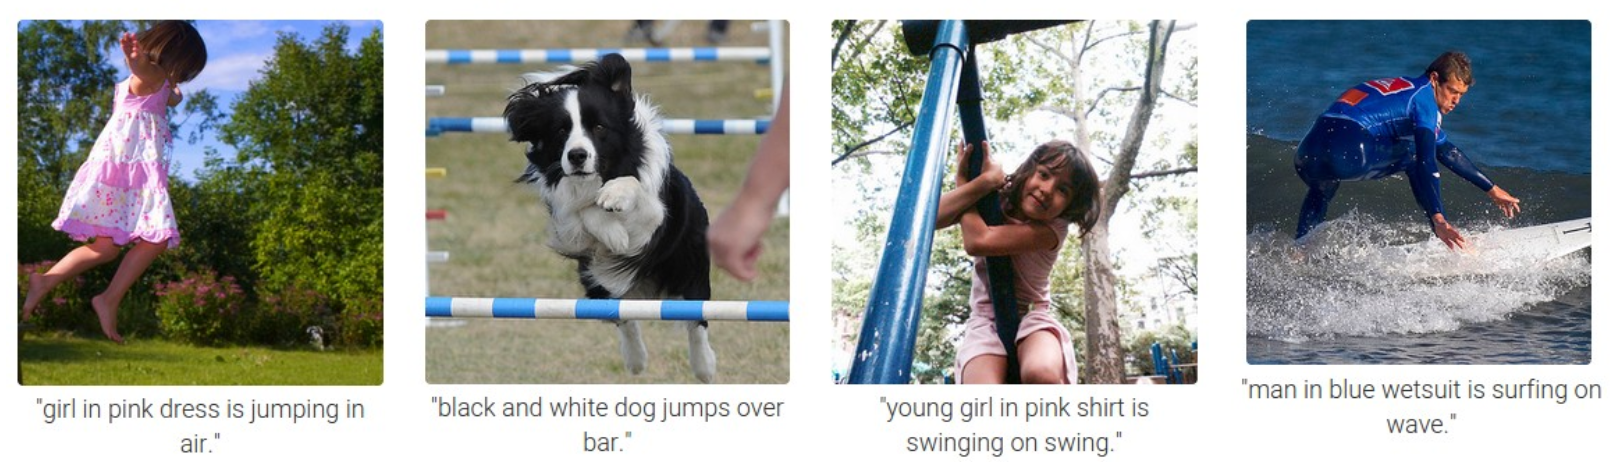 "girl in pink dress is jumping in
air."
"black and white dog jumps over
bar."
"young girl in pink shirt is
swinging on swing."
"man in blue wetsuit is surfing on
wave."